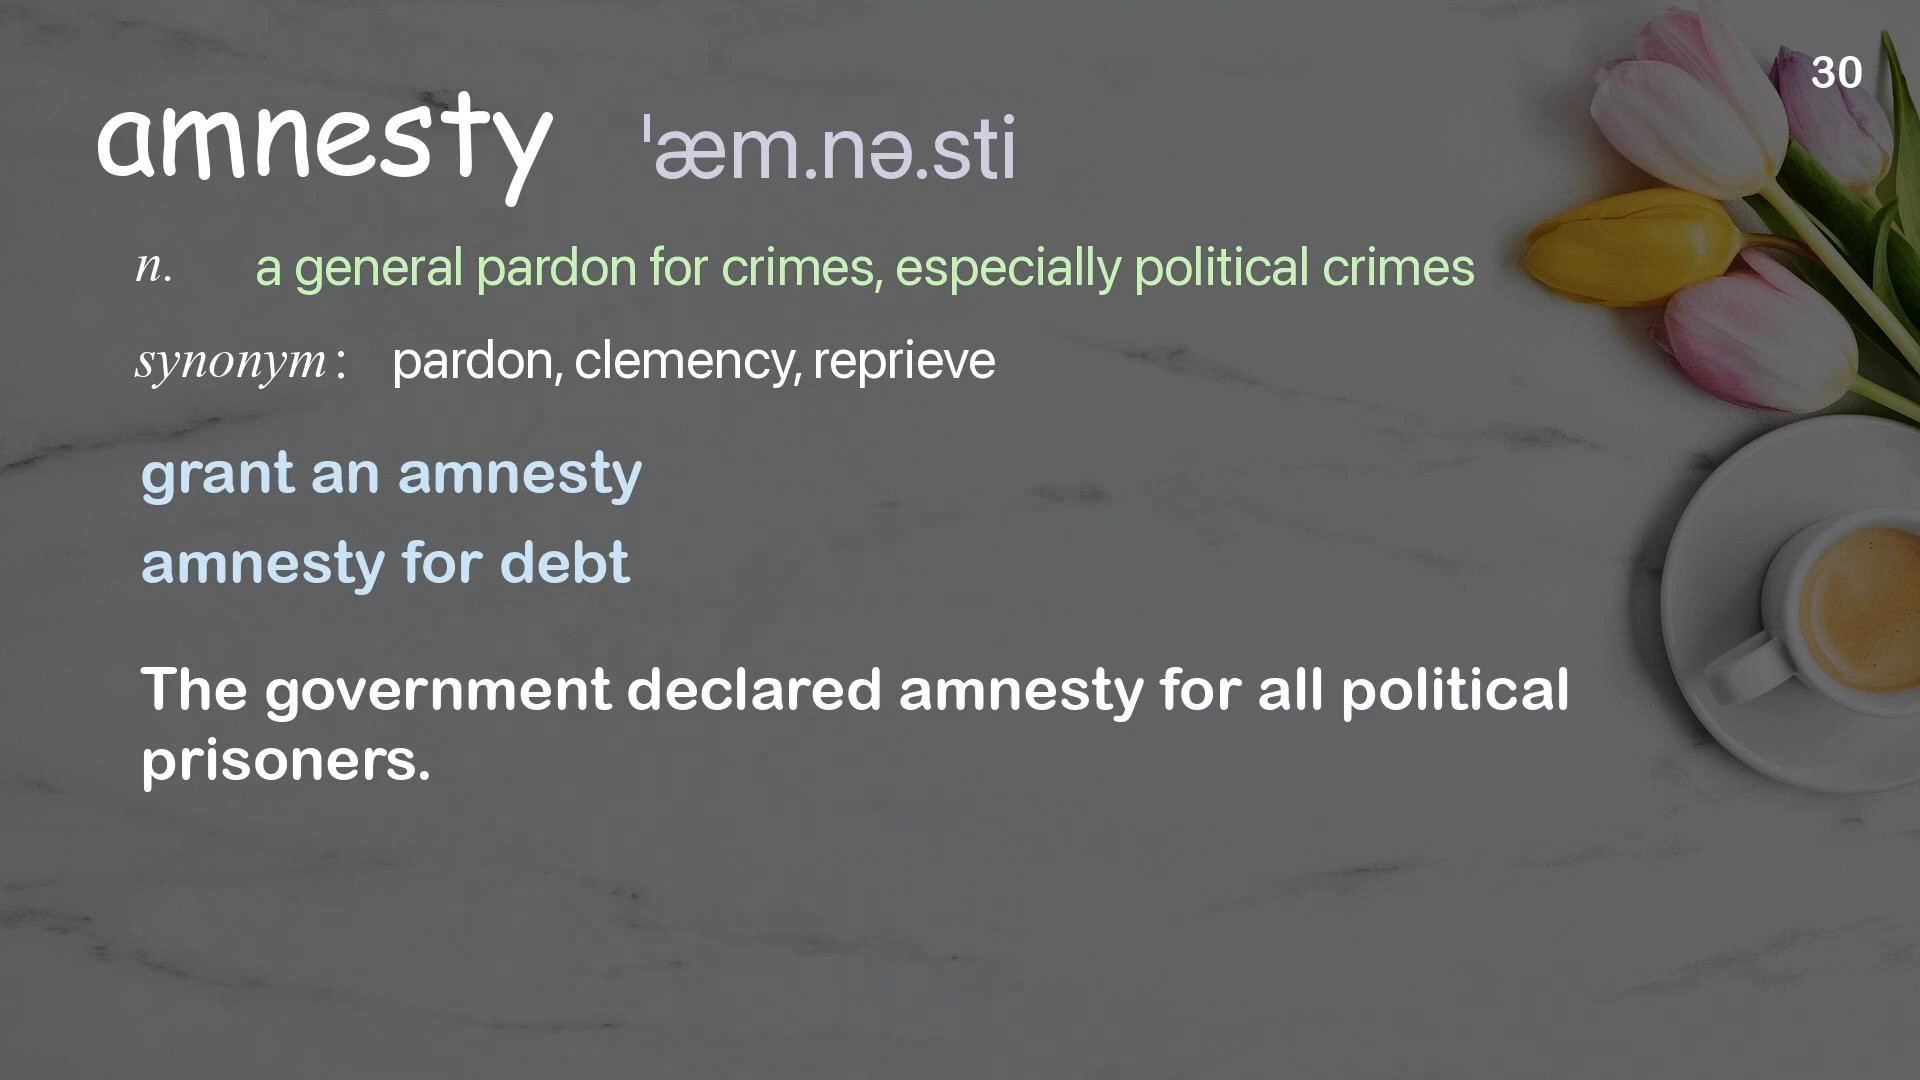 30
amnesty ˈæm.nə.sti
n. a general pardon for crimes, especially political crimes
synonym: pardon, clemency, reprieve
grant an amnesty
amnesty for debt
The government declared amnesty for all political
prisoners.